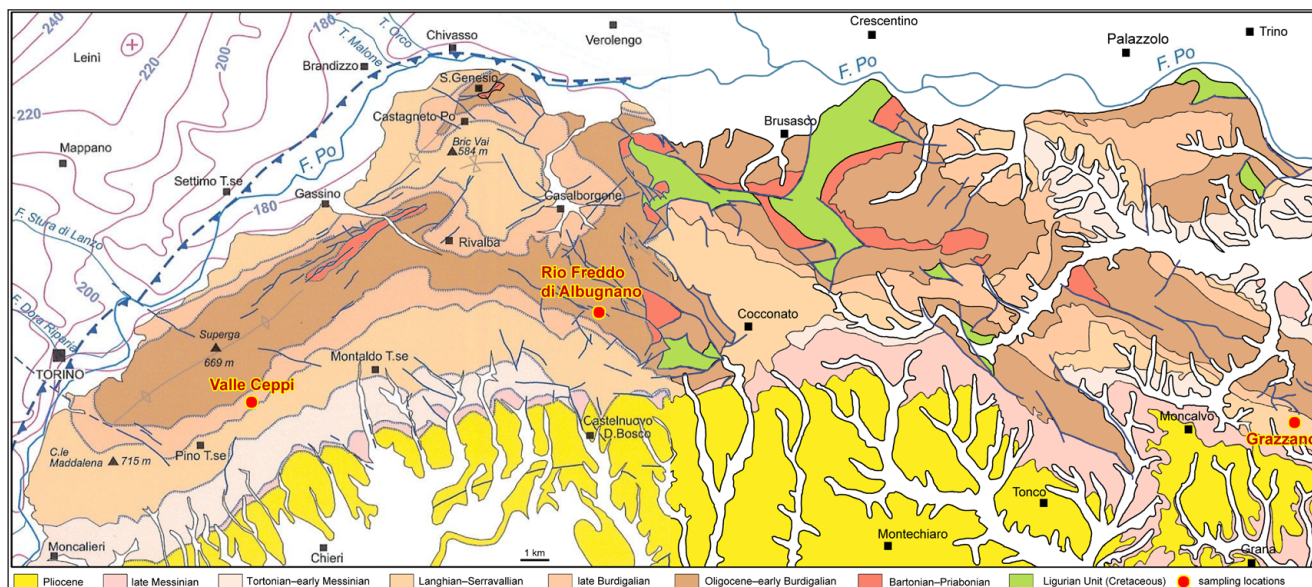 240
220
200
180
180
T. Orco
T. Malone
Chivasso
Verolengo
Crescentino
Palazzolo
Trino
Leinì
Brandizzo
F. Po
F. Po
S.Genesio
220
Castagneto Po
Brusasco
Mappano
F. Po
Bric Vai
584 m
Settimo T.se
Gassino
180
Casalborgone
F. Stura di Lanzo
Rivalba
Rio Freddo
di Albugnano
200
F. Dora Riparia
Superga
669 m
Cocconato
TORINO
Montaldo T.se
Valle Ceppi
Castelnuovo
D.Bosco
Moncalvo
Grazzano
Pino T.se
C.le
Maddalena
715 m
Tonco
Moncalieri
Chieri
1 km
Montechiaro
Grana
Pliocene
late Messinian
Tortonian–early Messinian
Langhian–Serravallian
late Burdigalian
Oligocene–early Burdigalian
Bartonian–Priabonian
Ligurian Unit (Cretaceous)
sampling locatons